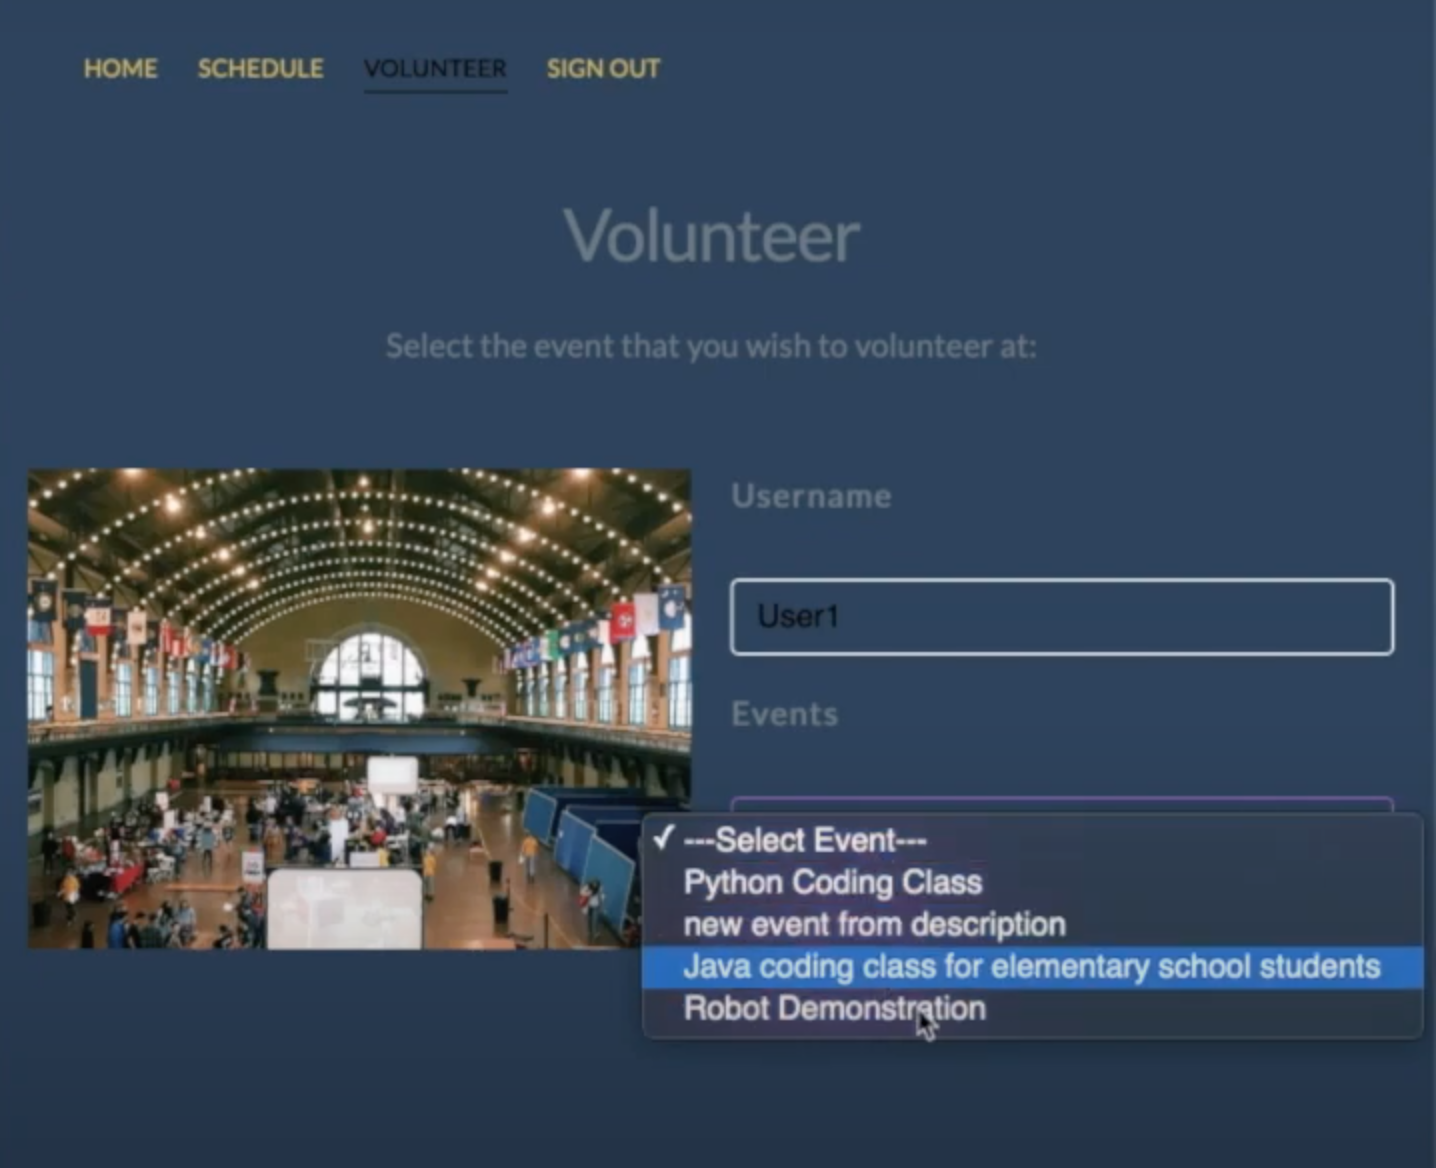 HOME SCHEDULE VOLUNTEER SIGN OUT
Volunteer
Select the event that you wish to volunteer at:
Username
User1
Events
✓ ---Select Event---
Python Coding Class
new event from description
Java coding class for elementary school students
Robot Demonstration